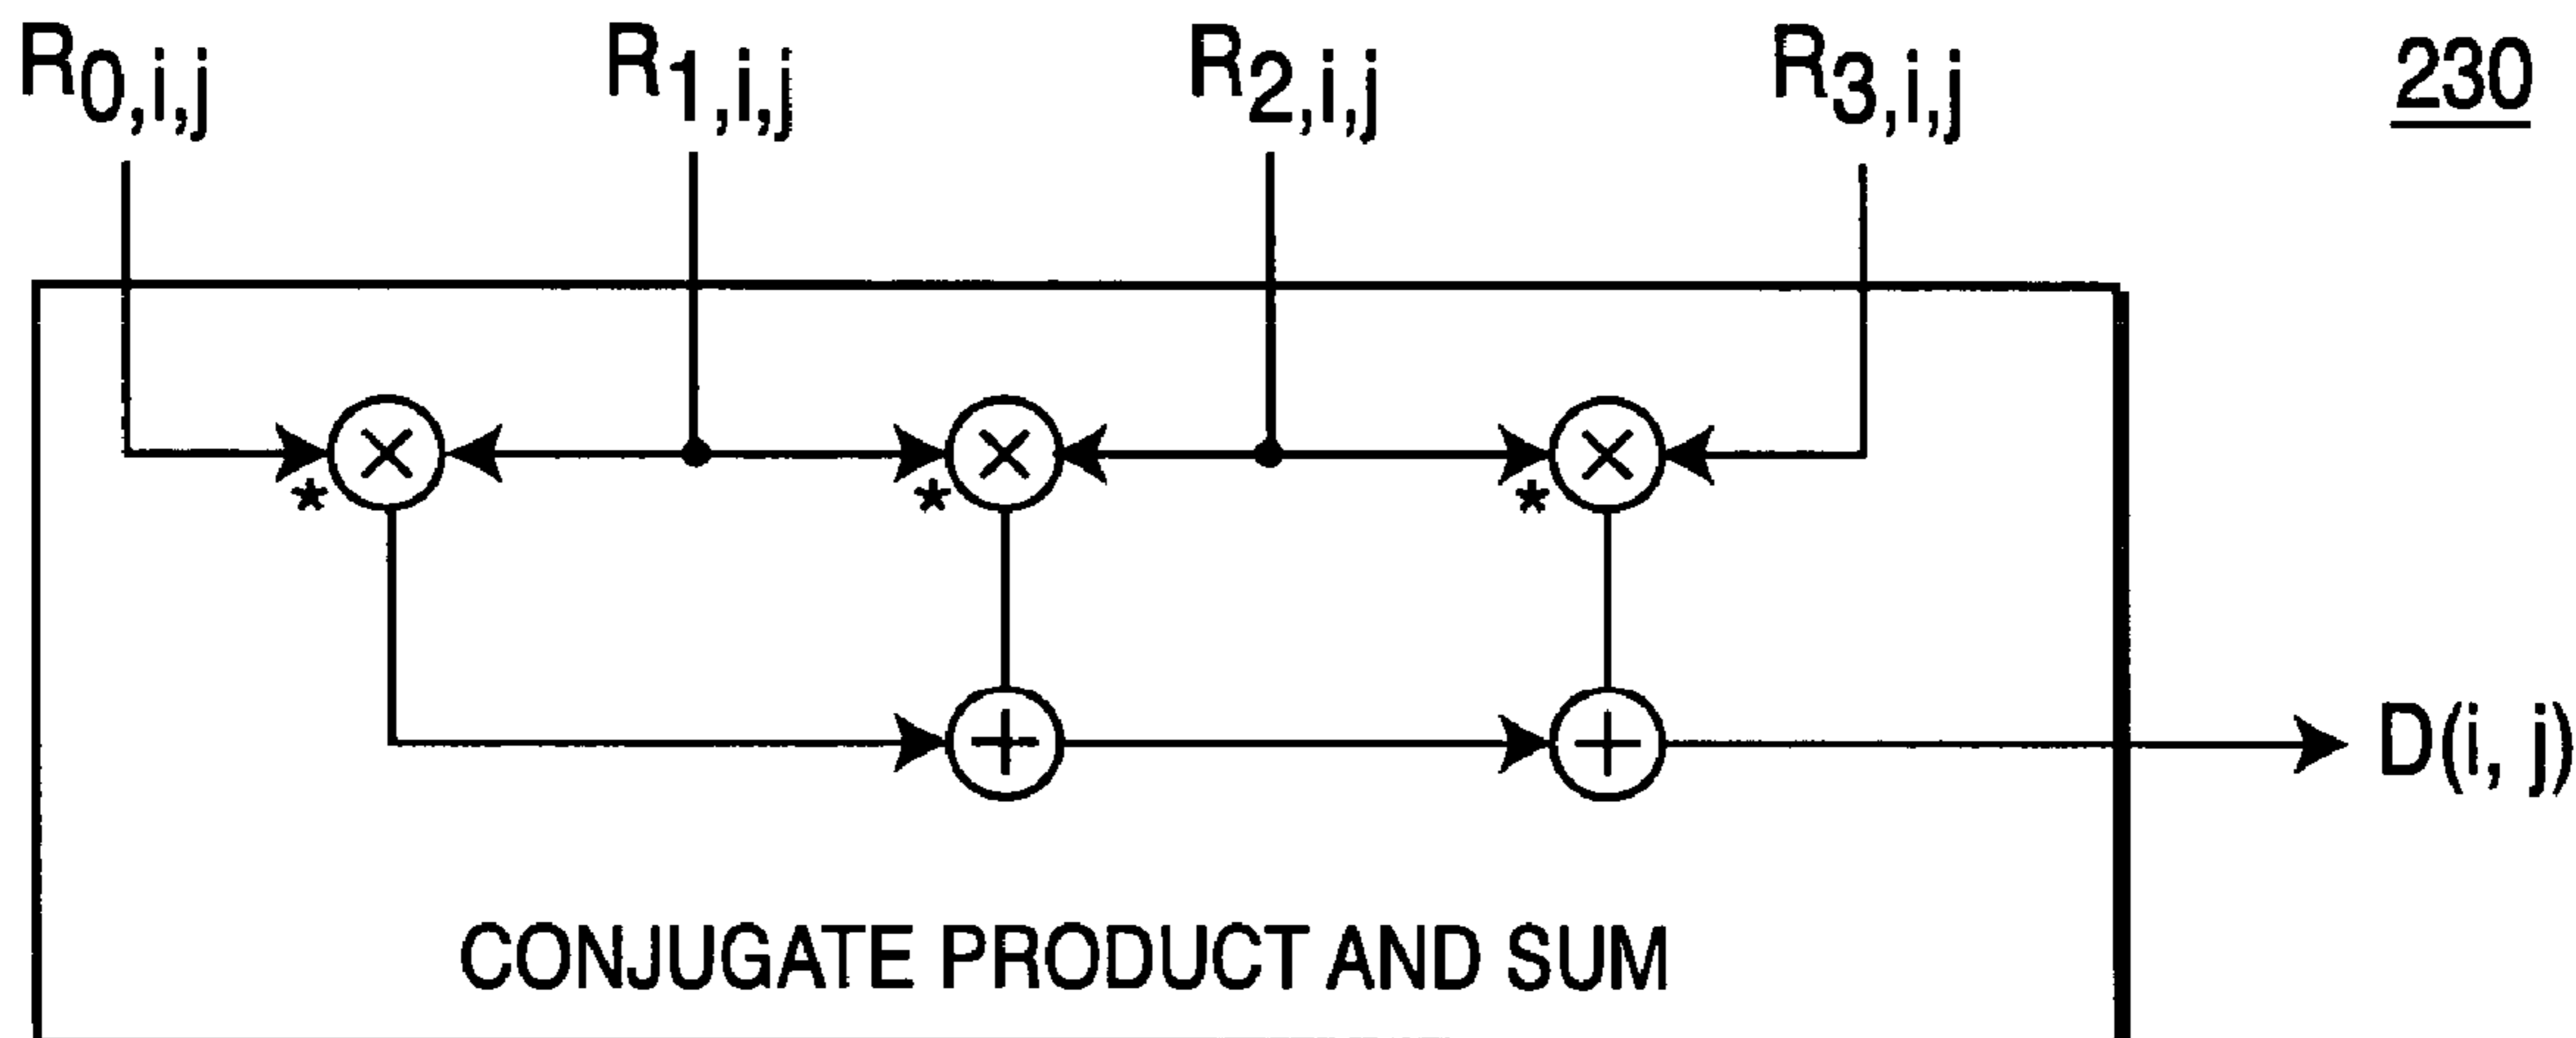 R0,i,j R1,i,j R2,i,j R3,i,j 230
* * *
D(i, j)
CONJUGATE PRODUCT AND SUM